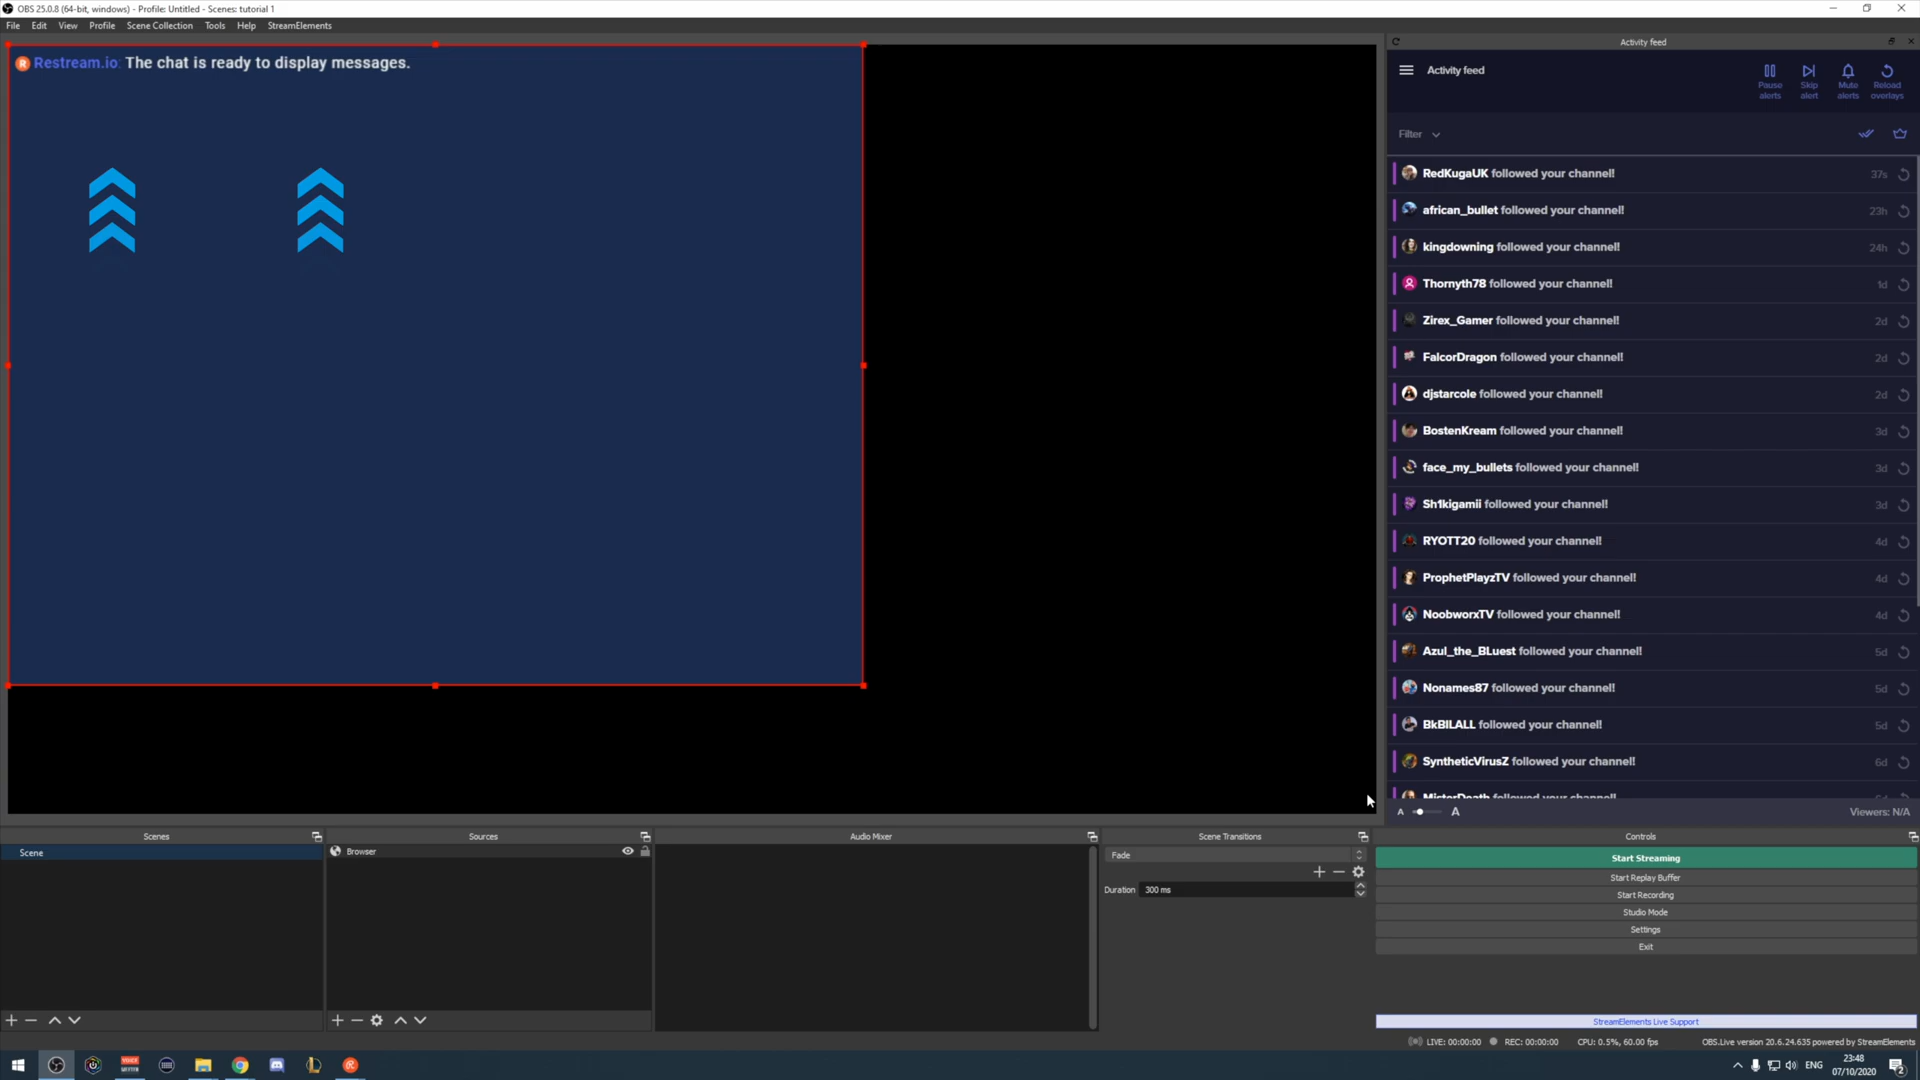 OBS 25.0.8 (64-bit, windows) - Profile: Untitled - Scenes: tutorial 1
File Edit View Profile Scene Collection Tools Help StreamElements
Restream.io: The chat is ready to display messages.
Activity feed
Activity feed
Pause alerts
Skip alert
Mute alerts
Reload overlays
Filter
RedKugaUK followed your channel! 37s
african_bullet followed your channel! 23h
kingdowning followed your channel! 24h
Thornyth78 followed your channel! 1d
Zirex_Gamer followed your channel! 2d
FalcorDragon followed your channel! 2d
djstarcole followed your channel! 2d
BostenKream followed your channel! 3d
face_my_bullets followed your channel! 3d
Sh1kigamii followed your channel! 3d
RYOTT20 followed your channel! 4d
ProphetPlayzTV followed your channel! 4d
NoobworxTV followed your channel! 4d
Azul_the_BLuest followed your channel! 5d
Nonames87 followed your channel! 5d
BkBILALL followed your channel! 5d
SyntheticVirusZ followed your channel! 6d
MisterDeath followed your channel!
A A Viewers: N/A
Scenes
Scene
Sources
Browser
Audio Mixer
Scene Transitions
Fade
Duration 300 ms
Controls
Start Streaming
Start Replay Buffer
Start Recording
Studio Mode
Settings
Exit
StreamElements Live Support
LIVE: 00:00:00 REC: 00:00:00 CPU: 0.5%, 60.00 fps OBS.Live version 20.6.24.635 powered by StreamElements
ENG
23:48
07/10/2020
2